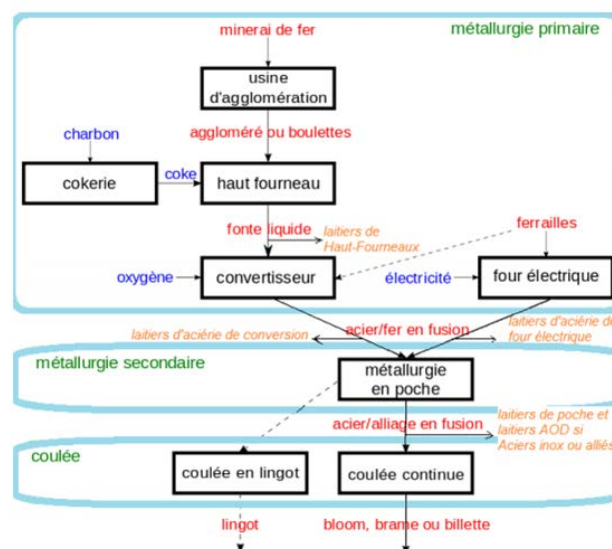 minerai de fer
métallurgie primaire
usine
d'agglomération
aggloméré ou boulettes
charbon
cokerie
coke
haut fourneau
fonte liquide
laitiers de
Haut-Fourneaux
ferrailles
oxygène
convertisseur
électricité
four électrique
laitiers d'aciérie de conversion
acier/fer en fusion
laitiers d'aciérie de
four électrique
métallurgie secondaire
métallurgie
en poche
acier/alliage en fusion
laitiers de poche et
laitiers AOD si
Aciers inox ou alliés
coulée
coulée en lingot
coulée continue
lingot
bloom, brame ou billette